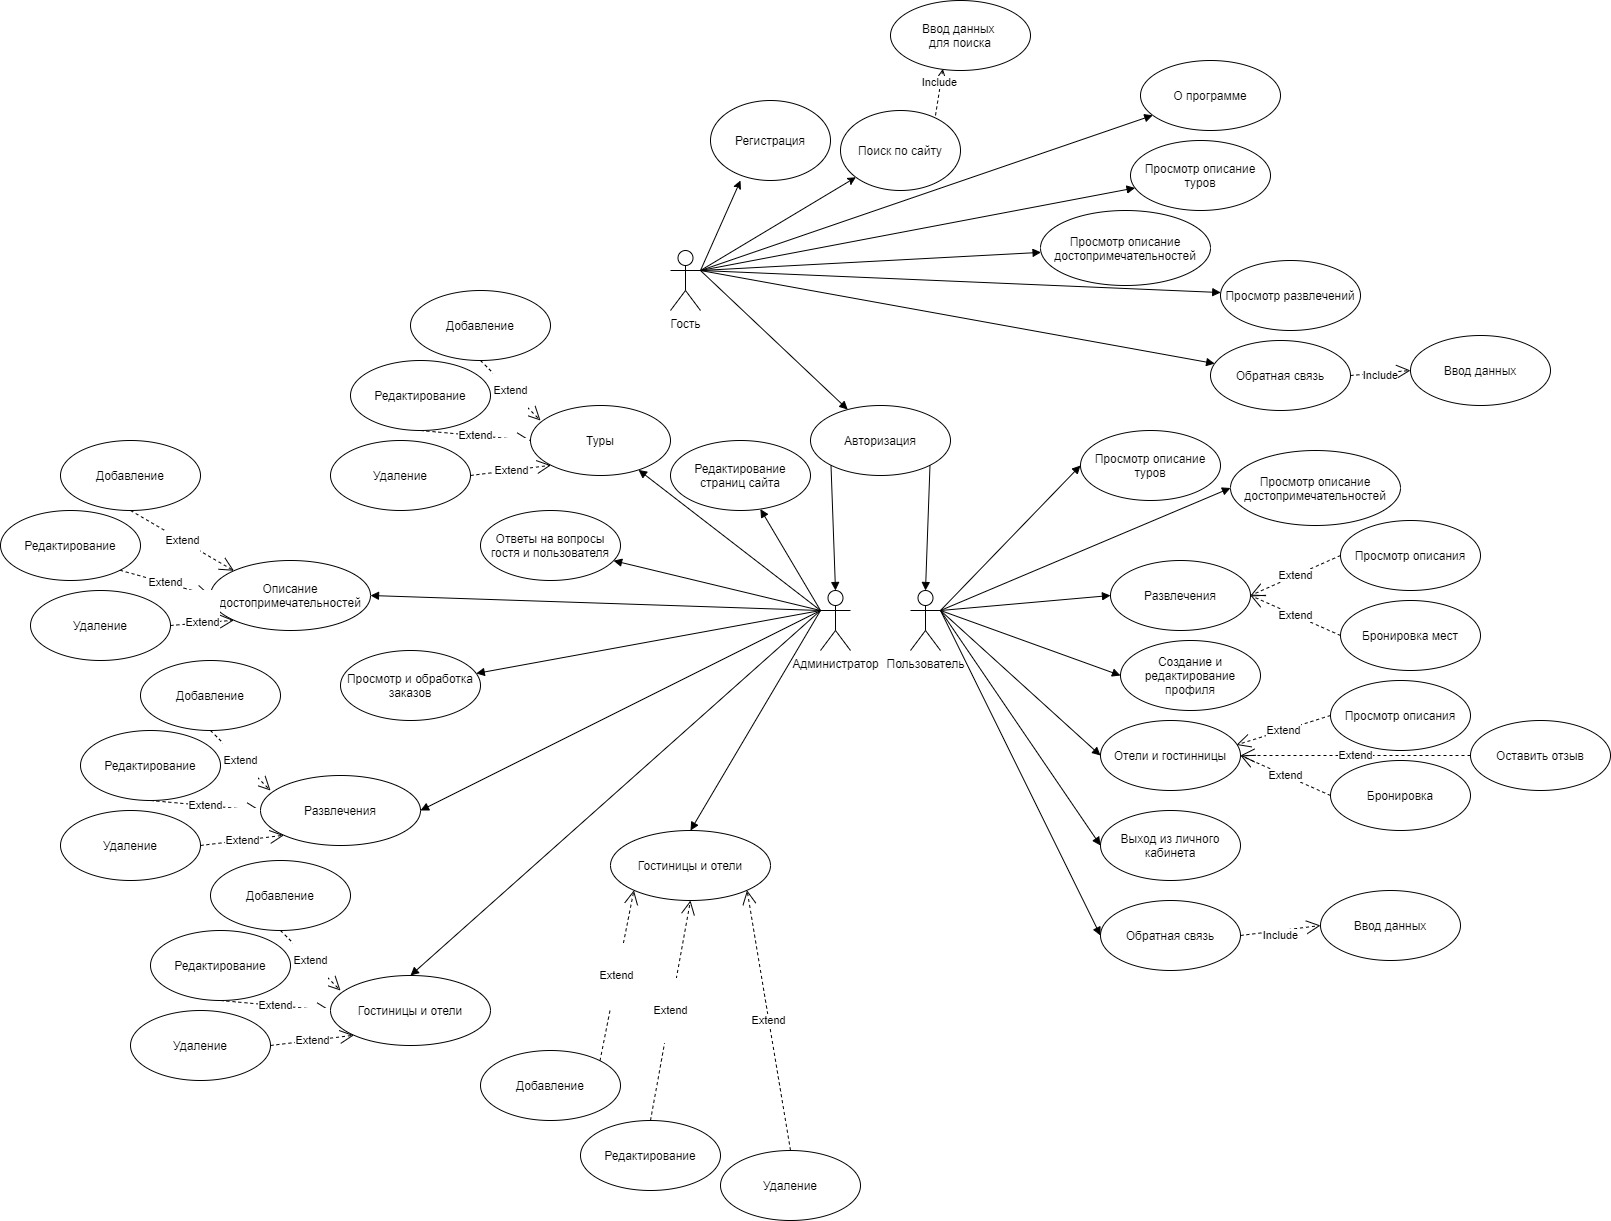 Ввод данных
для поиска
Include
О программе
Регистрация
Поиск по сайту
Просмотр описание
туров
Просмотр описание
достопримечательностей
Просмотр развлечений
Гость
Обратная связь
Include
Ввод данных
Добавление
Extend
Редактирование
Extend
Туры
Удаление
Extend
Авторизация
Редактирование
страниц сайта
Просмотр описание
туров
Просмотр описание
достопримечательностей
Добавление
Extend
Редактирование
Extend
Описание
достопримечательностей
Удаление
Extend
Ответы на вопросы
гостя и пользователя
Просмотр описания
Extend
Развлечения
Extend
Бронировка мест
Администратор
Пользователь
Создание и
редактирование
профиля
Просмотр и обработка
заказов
Просмотр описания
Extend
Отели и гостинницы
Extend
Оставить отзыв
Extend
Бронировка
Добавление
Extend
Редактирование
Extend
Развлечения
Удаление
Extend
Выход из личного
кабинета
Гостиницы и отели
Обратная связь
Include
Ввод данных
Добавление
Extend
Редактирование
Extend
Гостиницы и отели
Удаление
Extend
Extend
Extend
Extend
Добавление
Редактирование
Удаление